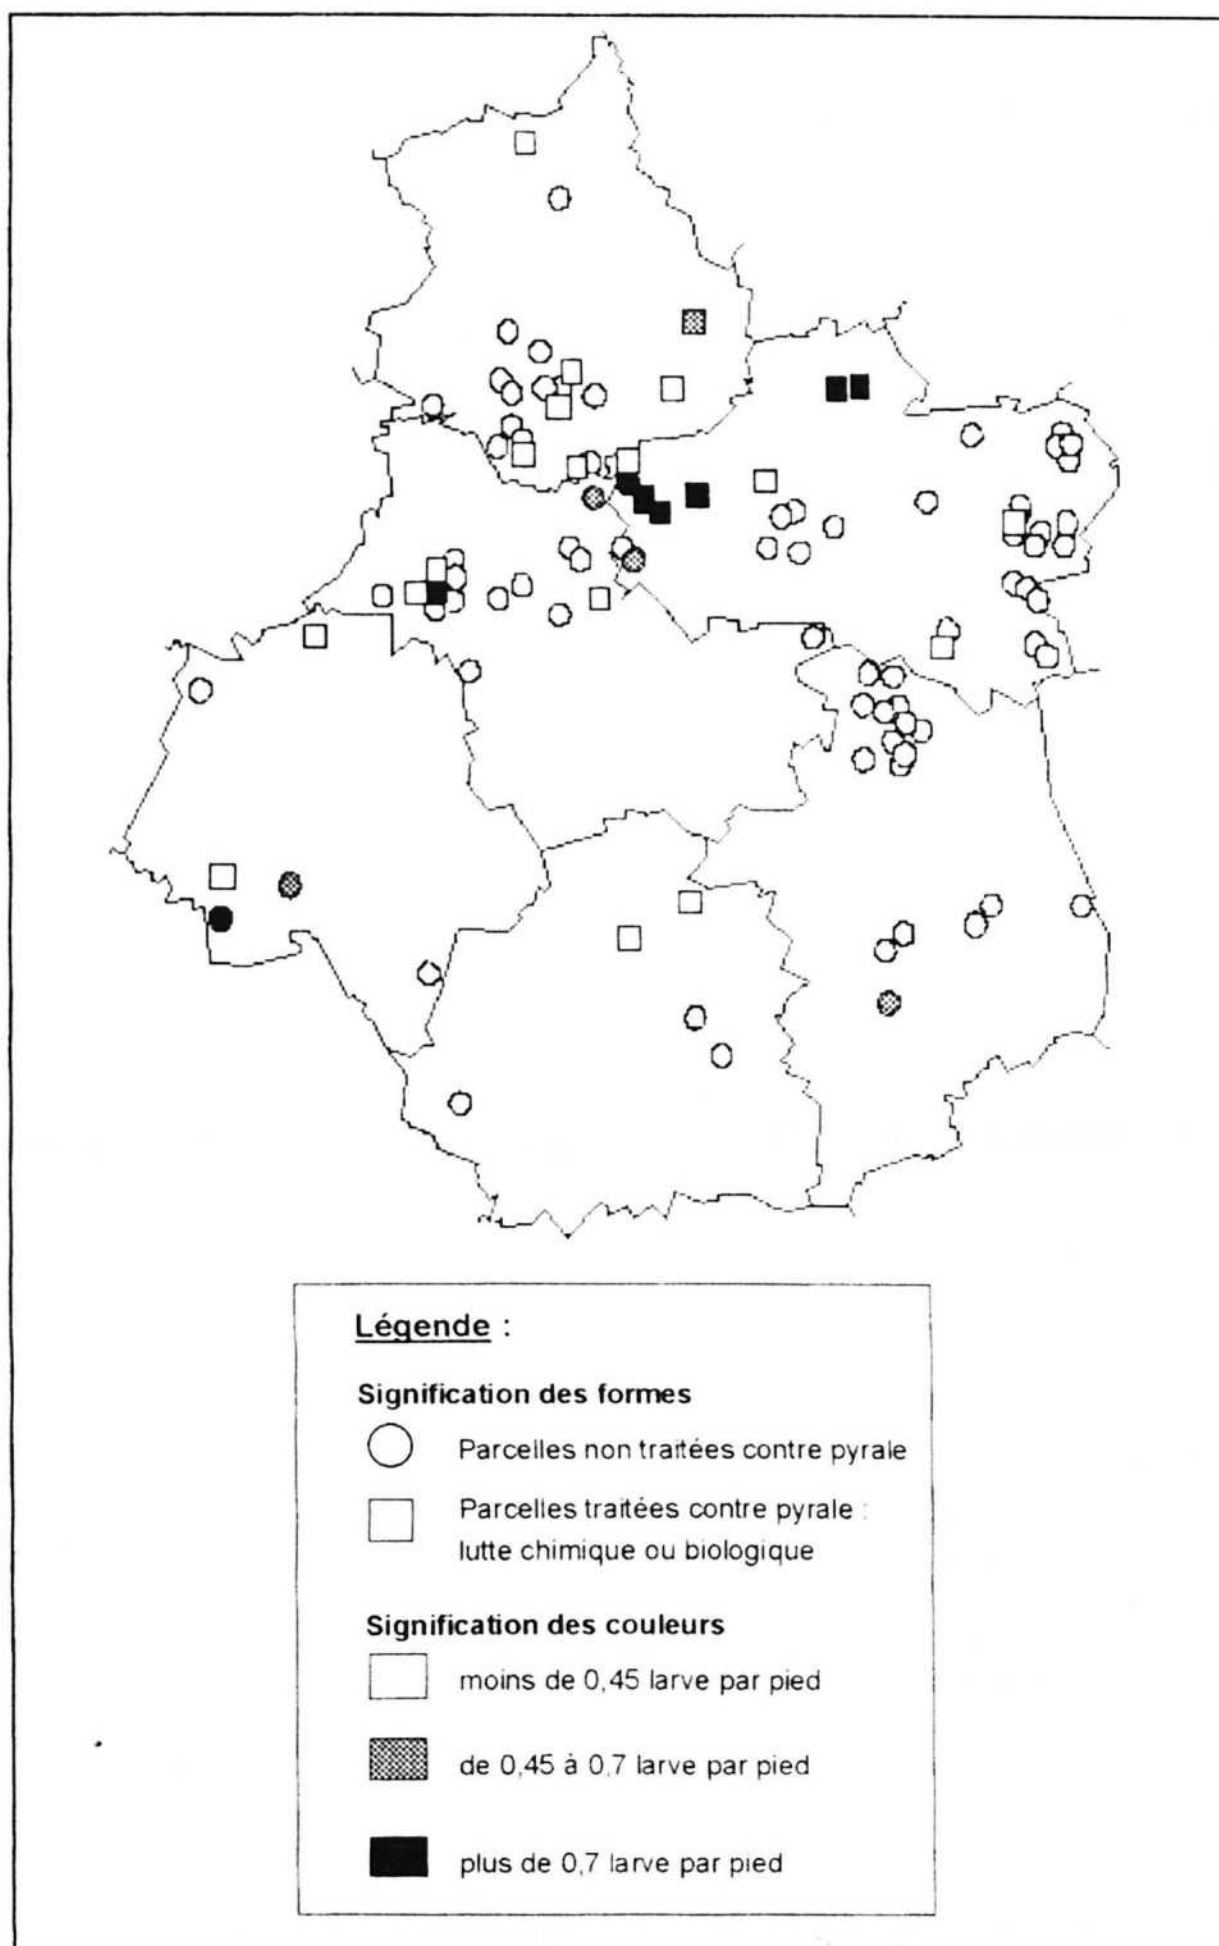 Légende :
Signification des formes
Parcelles non traitées contre pyrale
Parcelles traitées contre pyrale :
lutte chimique ou biologique
Signification des couleurs
moins de 0,45 larve par pied
de 0,45 à 0,7 larve par pied
plus de 0,7 larve par pied